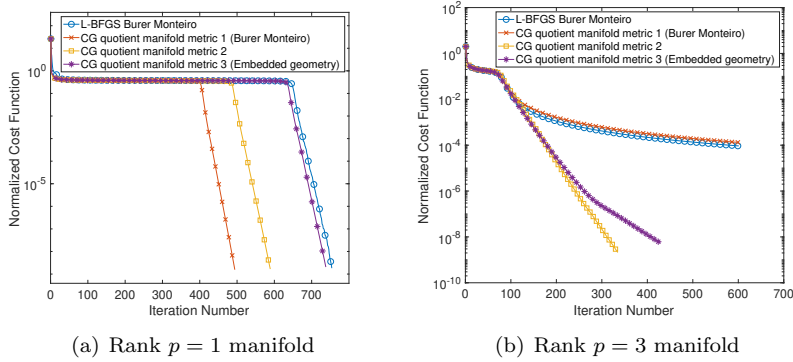 L-BFGS Burer Monteiro
CG quotient manifold metric 1 (Burer Monteiro)
CG quotient manifold metric 2
CG quotient manifold metric 3 (Embedded geometry)
Normalized Cost Function
10^0
10^-5
0 100 200 300 400 500 600 700
Iteration Number
(a) Rank p = 1 manifold
L-BFGS Burer Monteiro
CG quotient manifold metric 1 (Burer Monteiro)
CG quotient manifold metric 2
CG quotient manifold metric 3 (Embedded geometry)
Normalized Cost Function
10^2
10^0
10^-2
10^-4
10^-6
10^-8
10^-10
0 100 200 300 400 500 600 700
Iteration Number
(b) Rank p = 3 manifold